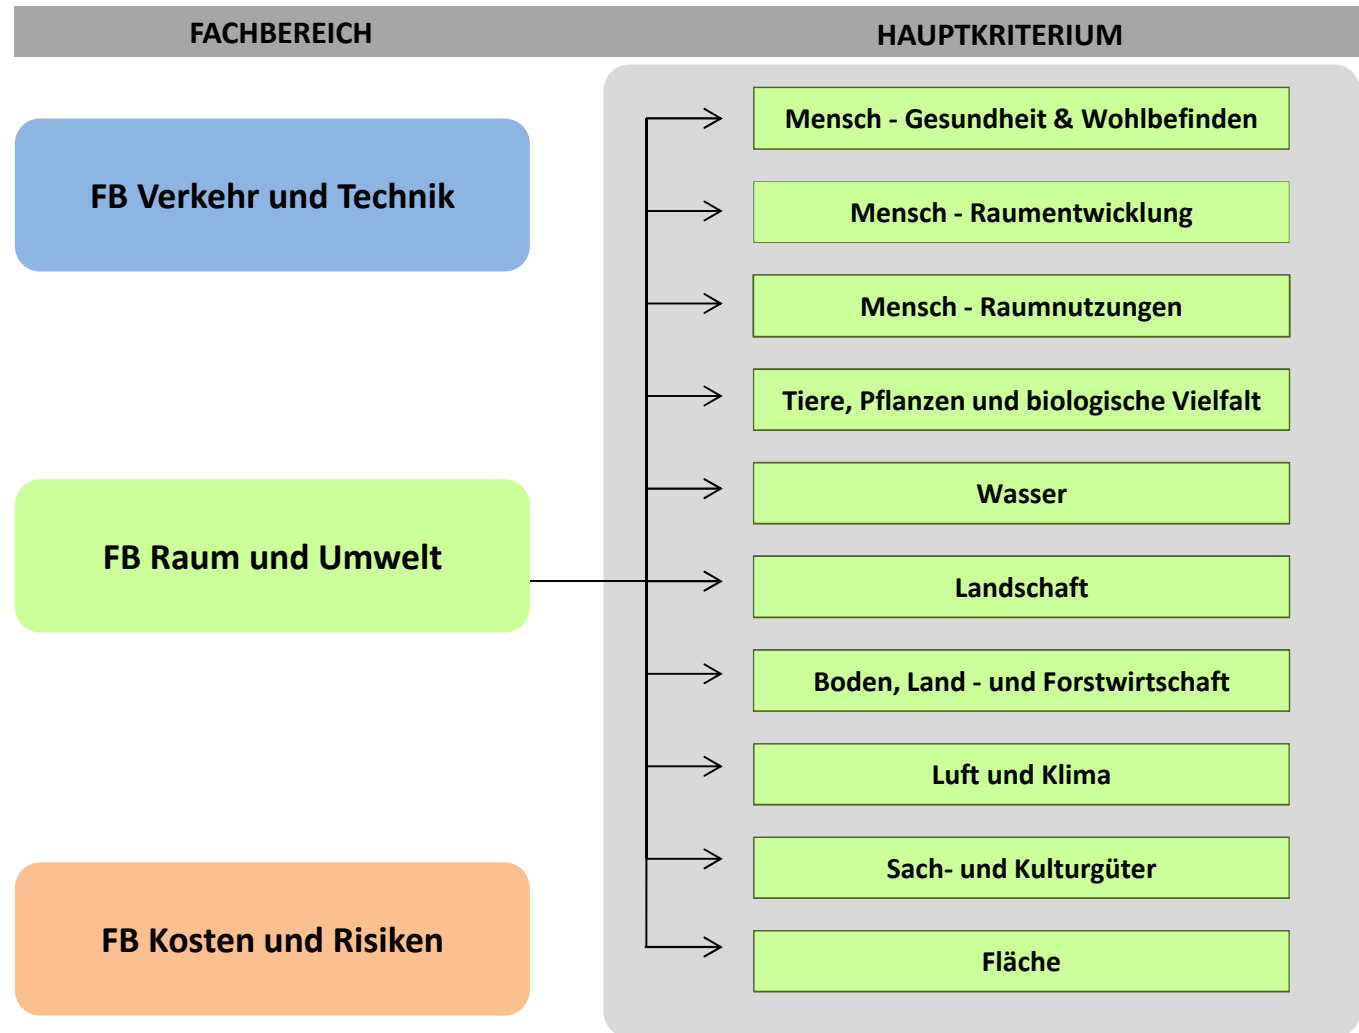 FACHBEREICH
HAUPTKRITERIUM
FB Verkehr und Technik
FB Raum und Umwelt
FB Kosten und Risiken
Mensch - Gesundheit & Wohlbefinden
Mensch - Raumentwicklung
Mensch - Raumnutzungen
Tiere, Pflanzen und biologische Vielfalt
Wasser
Landschaft
Boden, Land - und Forstwirtschaft
Luft und Klima
Sach- und Kulturgüter
Fläche